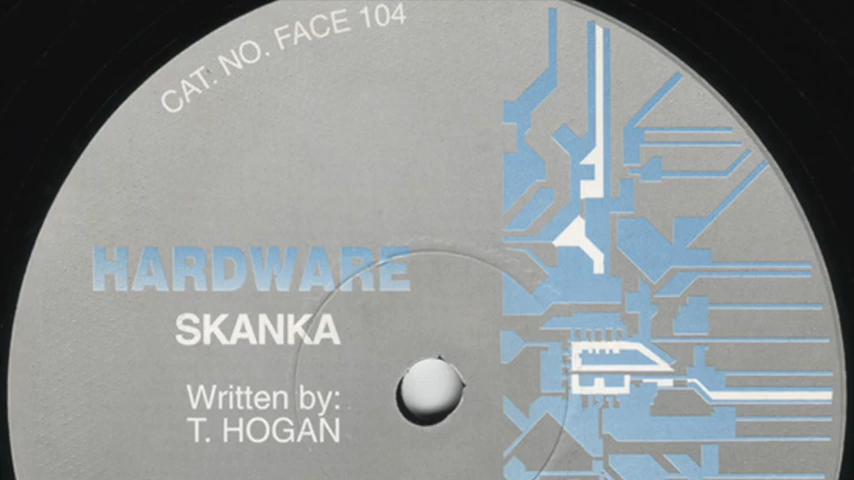 CAT. NO. FACE 104
HARDWARE
SKANKA
Written by:
T. HOGAN